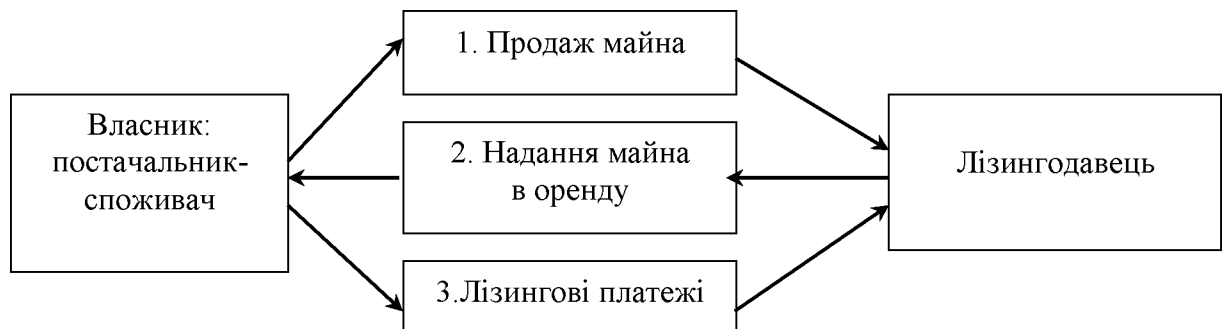 1. Продаж майна
Власник:
постачальник-
споживач
2. Надання майна
в оренду
Лізингодавець
3.Лізингові платежі